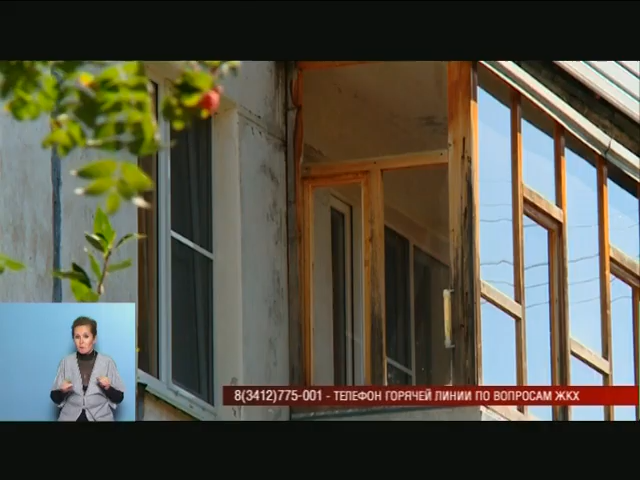 8(3412)775-001 - ТЕЛЕФОН ГОРЯЧЕЙ ЛИНИИ ПО ВОПРОСАМ ЖКХ